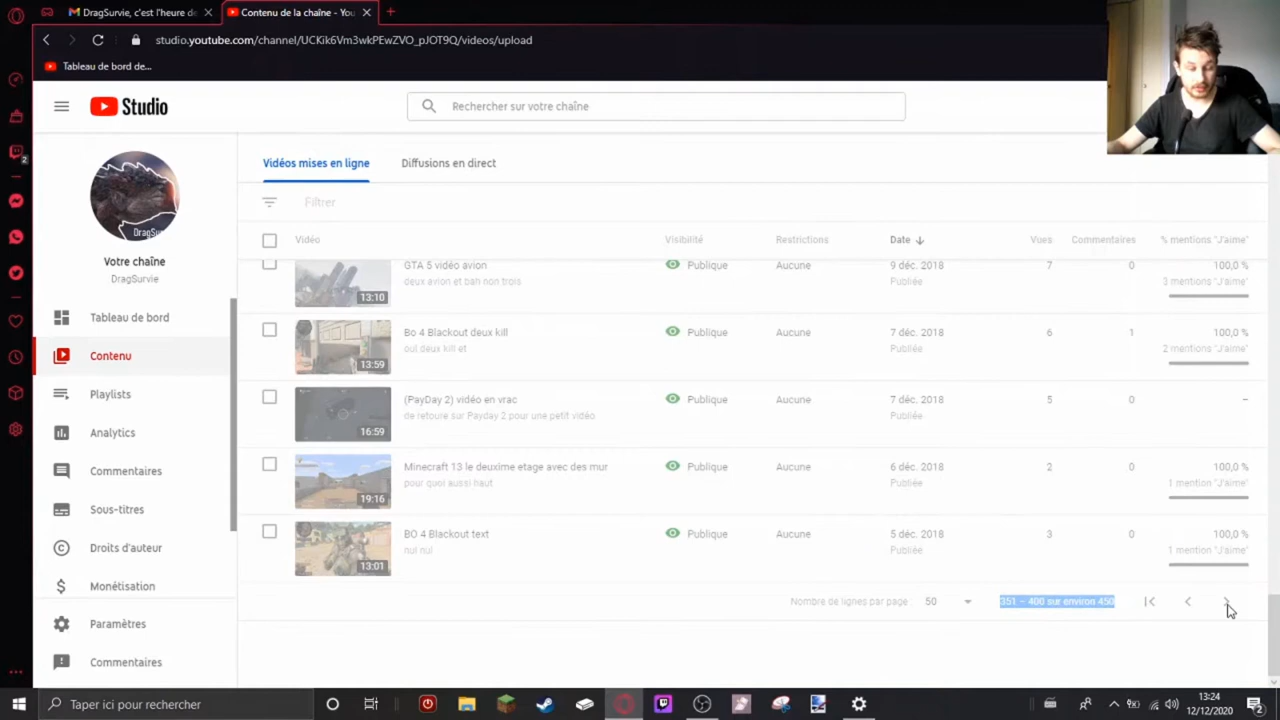 DragSurvie, c'est l'heure de
Contenu de la chaîne - You
studio.youtube.com/channel/UCKik6Vm3wkPEwZVO_pJOT9Q/videos/upload
Tableau de bord de...
Studio
Rechercher sur votre chaîne
Vidéos mises en ligne
Diffusions en direct
Filtrer
DragSurvie
Votre chaîne
DragSurvie
Tableau de bord
Contenu
Playlists
Analytics
Commentaires
Sous-titres
Droits d'auteur
Monétisation
Paramètres
Commentaires
2
Vidéo Visibilité Restrictions Date Vues Commentaires % mentions "J'aime"
GTA 5 vidéo avion Publique Aucune 9 déc. 2018 7 0 100,0 %
deux avion et bah non trois Publiée 3 mentions "J'aime"
13:10
Bo 4 Blackout deux kill Publique Aucune 7 déc. 2018 6 1 100,0 %
oui deux kill et Publiée 2 mentions "J'aime"
13:59
(PayDay 2) vidéo en vrac Publique Aucune 7 déc. 2018 5 0 –
de retoure sur Payday 2 pour une petit vidéo Publiée
16:59
Minecraft 13 le deuxime etage avec des mur Publique Aucune 6 déc. 2018 2 0 100,0 %
pour quoi aussi haut Publiée 1 mention "J'aime"
19:16
BO 4 Blackout text Publique Aucune 5 déc. 2018 3 0 100,0 %
nul nul Publiée 1 mention "J'aime"
13:01
Nombre de lignes par page 50 351 – 400 sur environ 450
Taper ici pour rechercher
13:24
12/12/2020
2